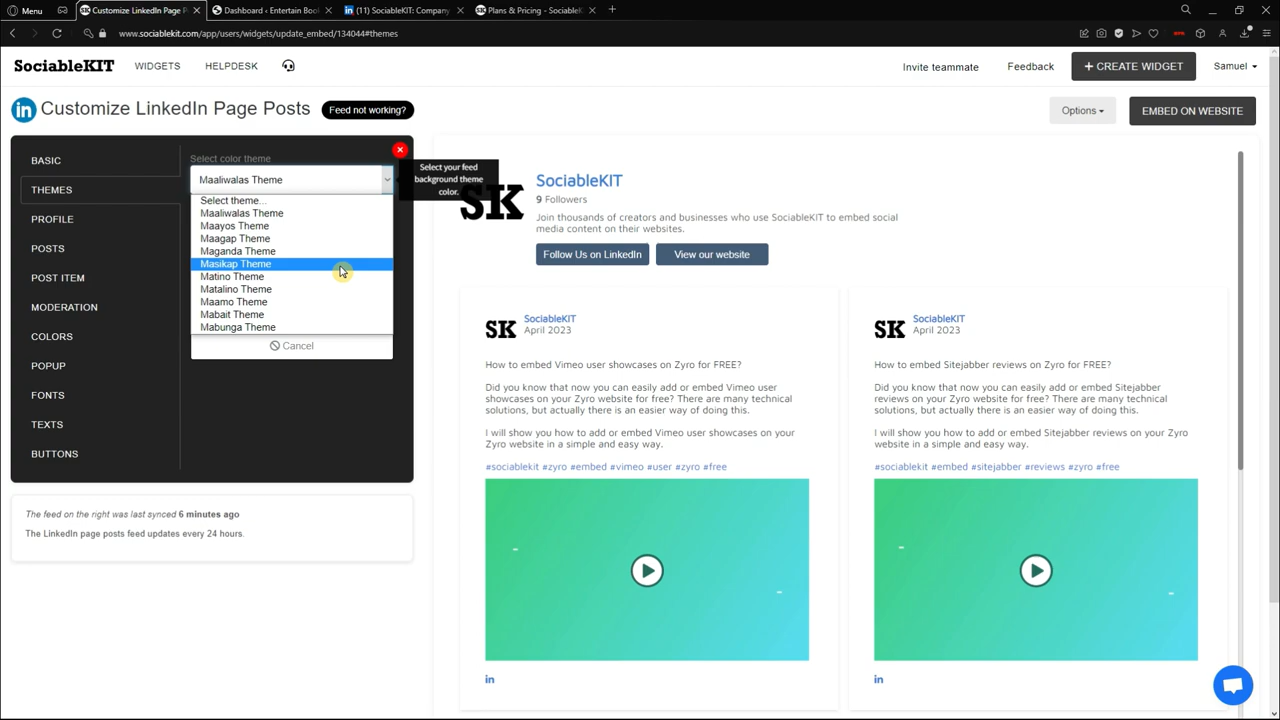 Menu
Customize LinkedIn Page P
Dashboard ‹ Entertain Book
(11) SociableKIT: Company
Plans & Pricing - SociableK
www.sociablekit.com/app/users/widgets/update_embed/134044#themes
SociableKIT
WIDGETS
HELPDESK
Invite teammate
Feedback
+ CREATE WIDGET
Samuel
in Customize LinkedIn Page Posts
Feed not working?
Options
EMBED ON WEBSITE
BASIC
THEMES
PROFILE
POSTS
POST ITEM
MODERATION
COLORS
POPUP
FONTS
TEXTS
BUTTONS
Select color theme
Maaliwalas Theme
Select theme...
Maaliwalas Theme
Maayos Theme
Maagap Theme
Maganda Theme
Masikap Theme
Matino Theme
Matalino Theme
Maamo Theme
Mabait Theme
Mabunga Theme
Cancel
Select your feed
background theme
color.
The feed on the right was last synced 6 minutes ago
The LinkedIn page posts feed updates every 24 hours.
SK
SociableKIT
9 Followers
Join thousands of creators and businesses who use SociableKIT to embed social
media content on their websites.
Follow Us on LinkedIn
View our website
SK
SociableKIT
April 2023
How to embed Vimeo user showcases on Zyro for FREE?
Did you know that now you can easily add or embed Vimeo user
showcases on your Zyro website for free? There are many technical
solutions, but actually there is an easier way of doing this.
I will show you how to add or embed Vimeo user showcases on your
Zyro website in a simple and easy way.
#sociablekit #zyro #embed #vimeo #user #zyro #free
in
SK
SociableKIT
April 2023
How to embed Sitejabber reviews on Zyro for FREE?
Did you know that now you can easily add or embed Sitejabber
reviews on your Zyro website for free? There are many technical
solutions, but actually there is an easier way of doing this.
I will show you how to add or embed Sitejabber reviews on your Zyro
website in a simple and easy way.
#sociablekit #embed #sitejabber #reviews #zyro #free
in